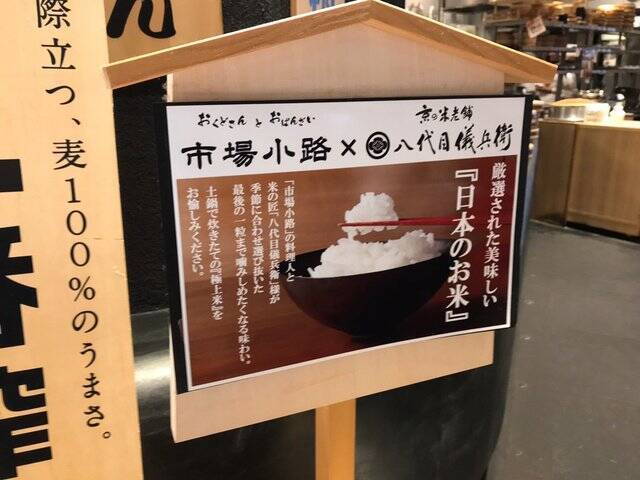 おくどさん と おばんざい
市場小路
×
京の米老舗
八代目儀兵衛
厳選された美味しい
『日本のお米』
「市場小路」の料理人と
米の匠『八代目儀兵衛』様が
季節に合わせ選び抜いた
最後の一粒まで噛みしめたくなる味わい。
土鍋で炊きたての『極上米』を
お愉しみください。
際立つ、麦100%のうまさ。
ん